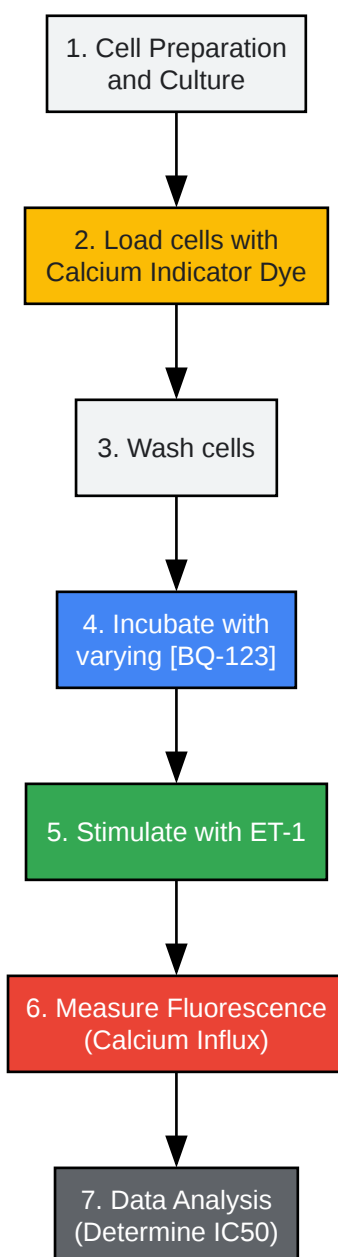 1. Cell Preparation
and Culture
2. Load cells with
Calcium Indicator Dye
3. Wash cells
4. Incubate with
varying [BQ-123]
5. Stimulate with ET-1
6. Measure Fluorescence
(Calcium Influx)
7. Data Analysis
(Determine IC50)